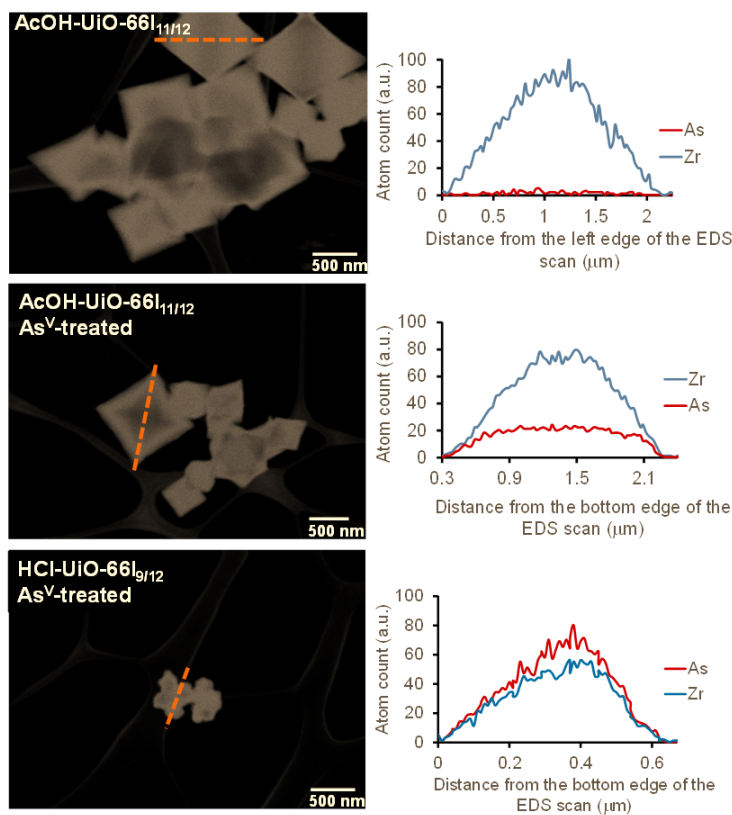 AcOH-UiO-66I11/12
500 nm
Atom count (a.u.)
100
80
60
40
20
0
0 0.5 1 1.5 2
Distance from the left edge of the EDS
scan (μm)
As
Zr
AcOH-UiO-66I11/12
AsV-treated
500 nm
Atom count (a.u.)
100
80
60
40
20
0
0.3 0.9 1.5 2.1
Distance from the bottom edge of the
EDS scan (μm)
Zr
As
HCl-UiO-66I9/12
AsV-treated
500 nm
Atom count (a.u.)
100
80
60
40
20
0
0 0.2 0.4 0.6
Distance from the bottom edge of the
EDS scan (μm)
As
Zr